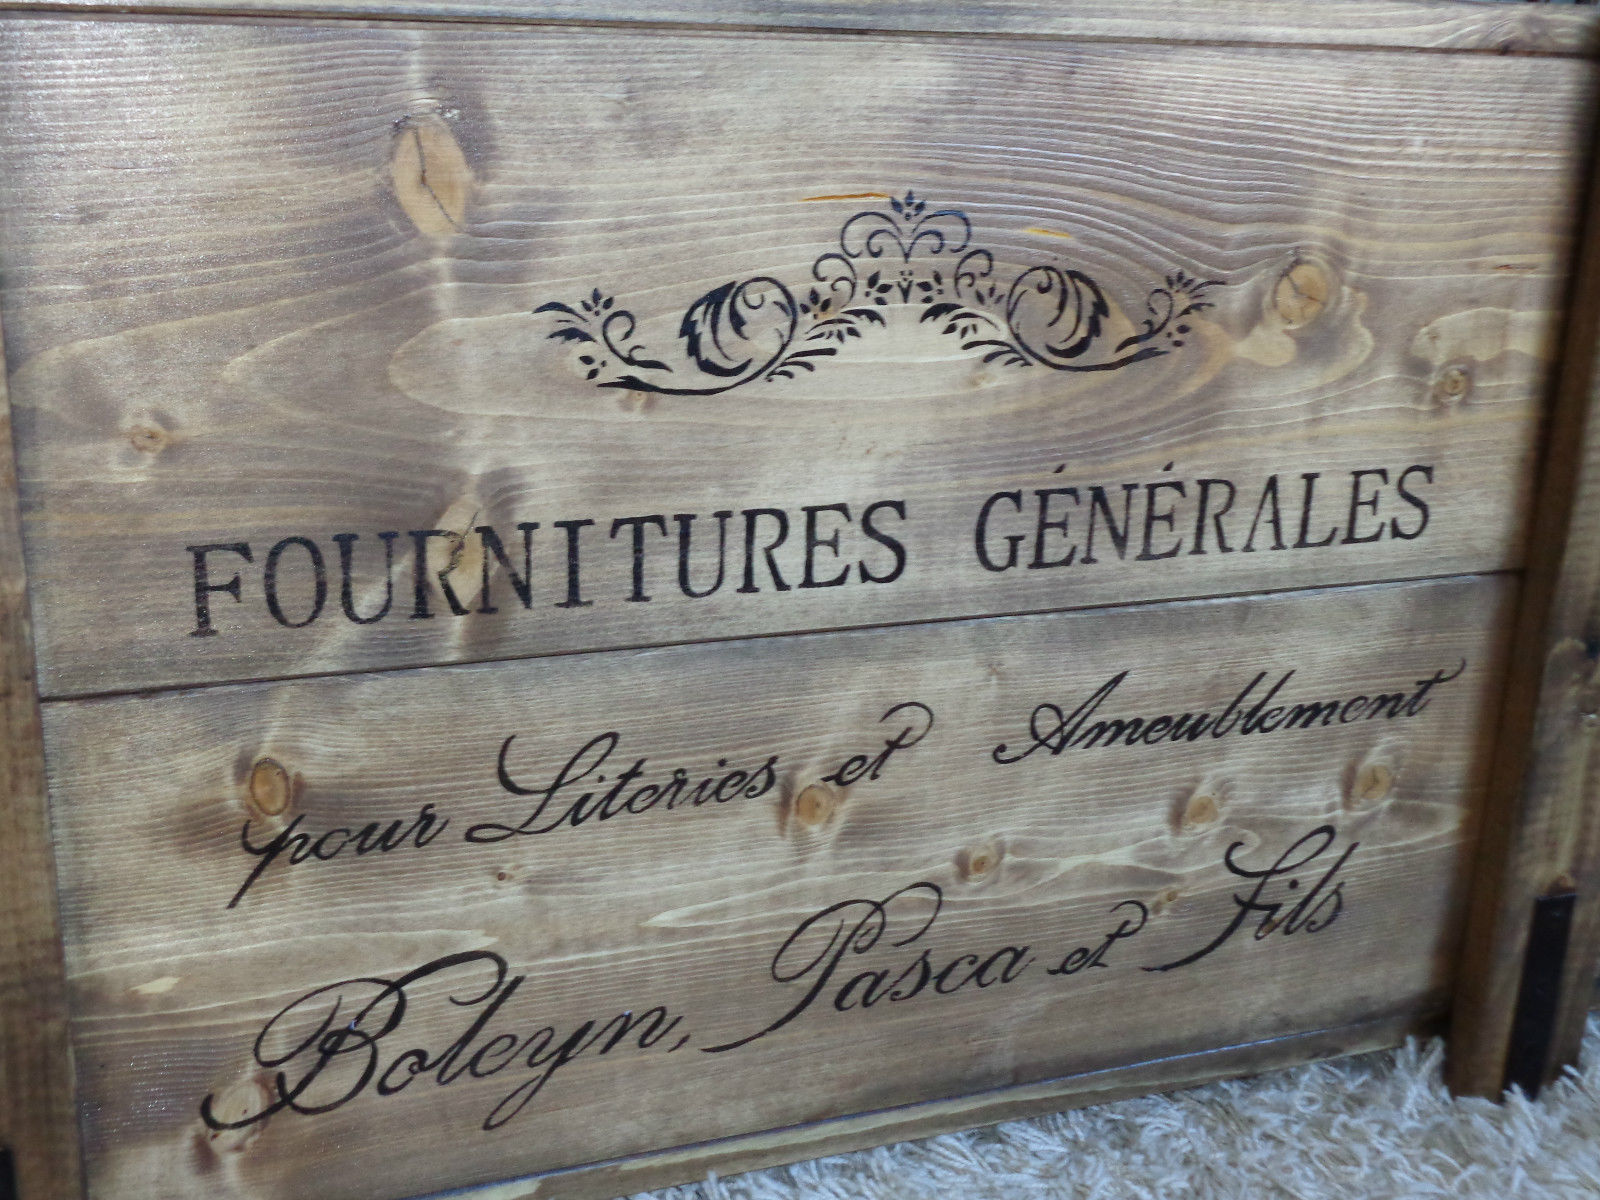 FOURNITURES GÉNÉRALES
pour Literies et Ameublement
Boleyn, Pasca et Fils